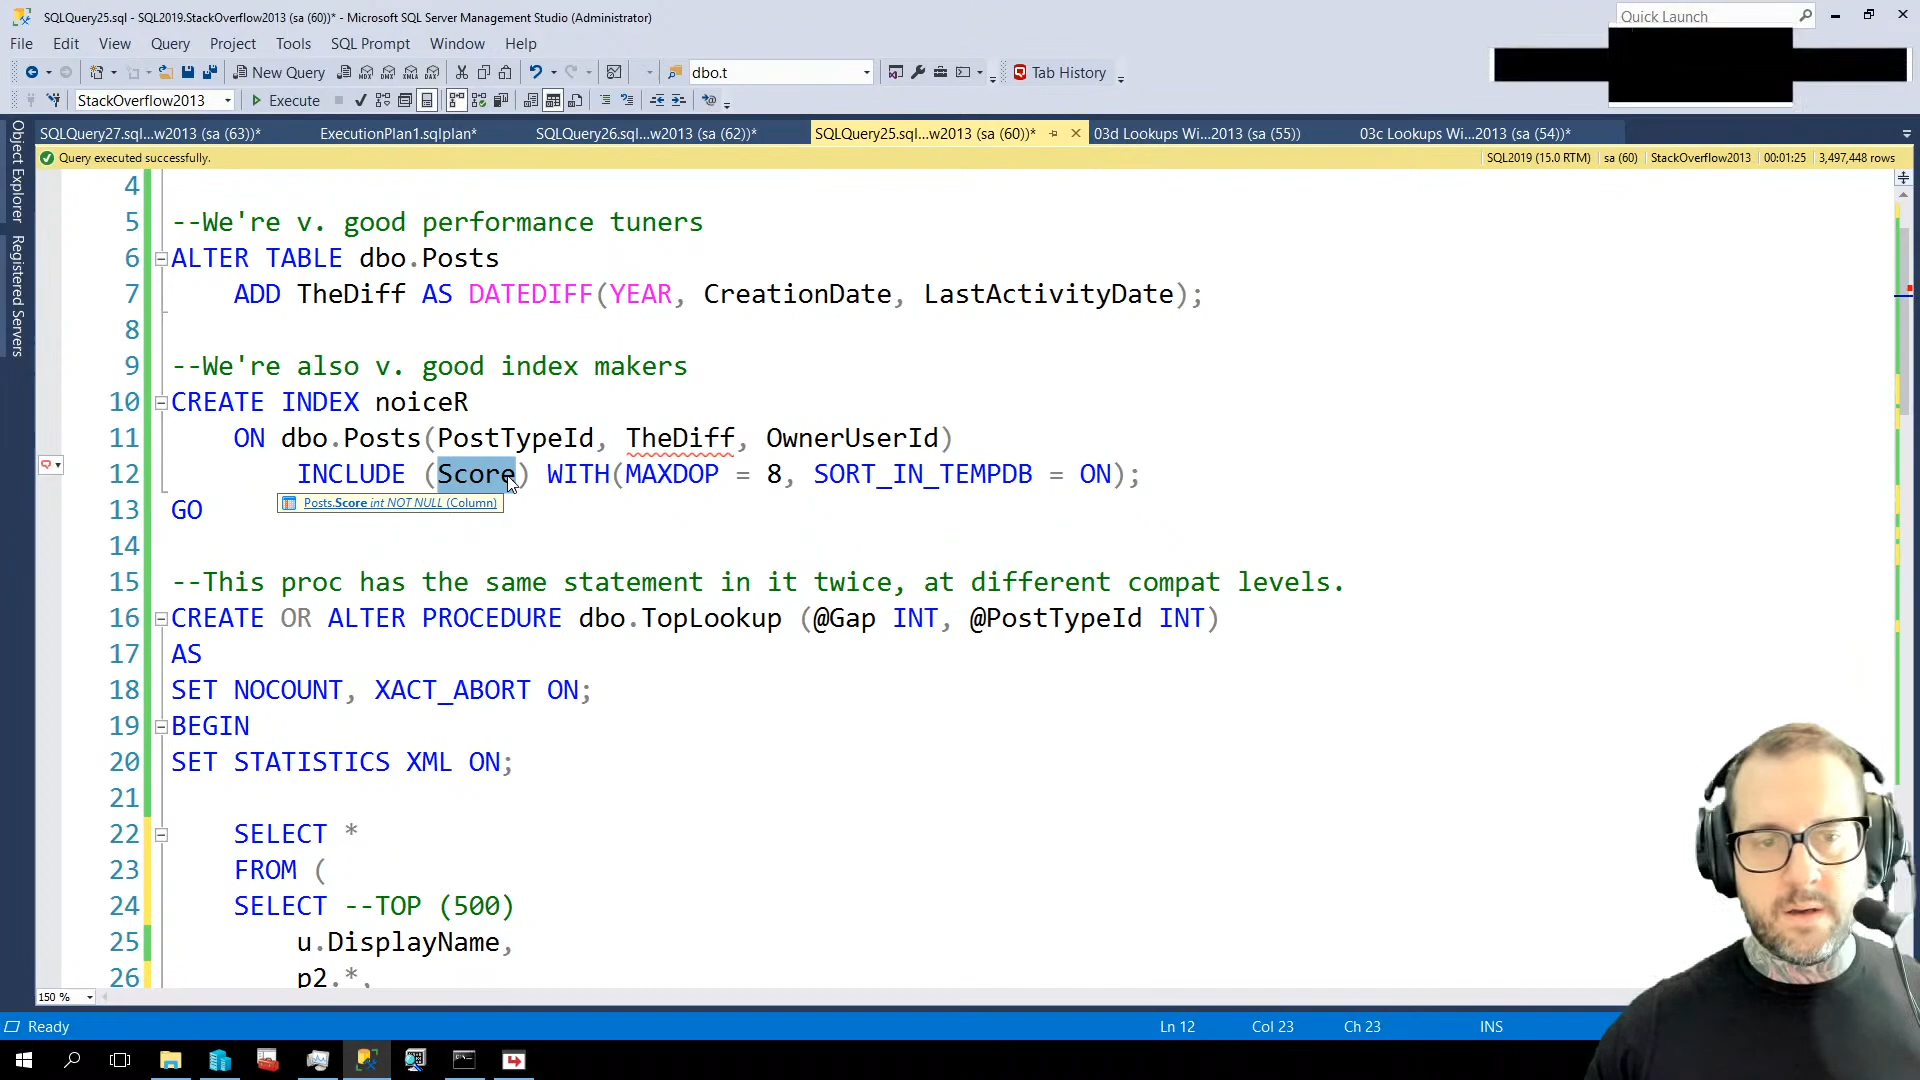 SQLQuery25.sql - SQL2019.StackOverflow2013 (sa (60))* - Microsoft SQL Server Management Studio (Administrator)
Quick Launch
File Edit View Query Project Tools SQL Prompt Window Help
New Query
MDX DMX XMLA DAX
dbo.t
Tab History
StackOverflow2013
Execute
Object Explorer
Registered Servers
SQLQuery27.sql...w2013 (sa (63))*
ExecutionPlan1.sqlplan*
SQLQuery26.sql...w2013 (sa (62))*
SQLQuery25.sql...w2013 (sa (60))*
03d Lookups Wi...2013 (sa (55))
03c Lookups Wi...2013 (sa (54))*
Query executed successfully.
SQL2019 (15.0 RTM)
sa (60)
StackOverflow2013
00:01:25
3,497,448 rows
4
5 --We're v. good performance tuners
6 ALTER TABLE dbo.Posts
7 ADD TheDiff AS DATEDIFF(YEAR, CreationDate, LastActivityDate);
8
9 --We're also v. good index makers
10 CREATE INDEX noiceR
11 ON dbo.Posts(PostTypeId, TheDiff, OwnerUserId)
12 INCLUDE (Score) WITH(MAXDOP = 8, SORT_IN_TEMPDB = ON);
Posts.Score int NOT NULL (Column)
13 GO
14
15 --This proc has the same statement in it twice, at different compat levels.
16 CREATE OR ALTER PROCEDURE dbo.TopLookup (@Gap INT, @PostTypeId INT)
17 AS
18 SET NOCOUNT, XACT_ABORT ON;
19 BEGIN
20 SET STATISTICS XML ON;
21
22 SELECT *
23 FROM (
24 SELECT --TOP (500)
25 u.DisplayName,
26 p2.*,
150 %
Ready
Ln 12
Col 23
Ch 23
INS